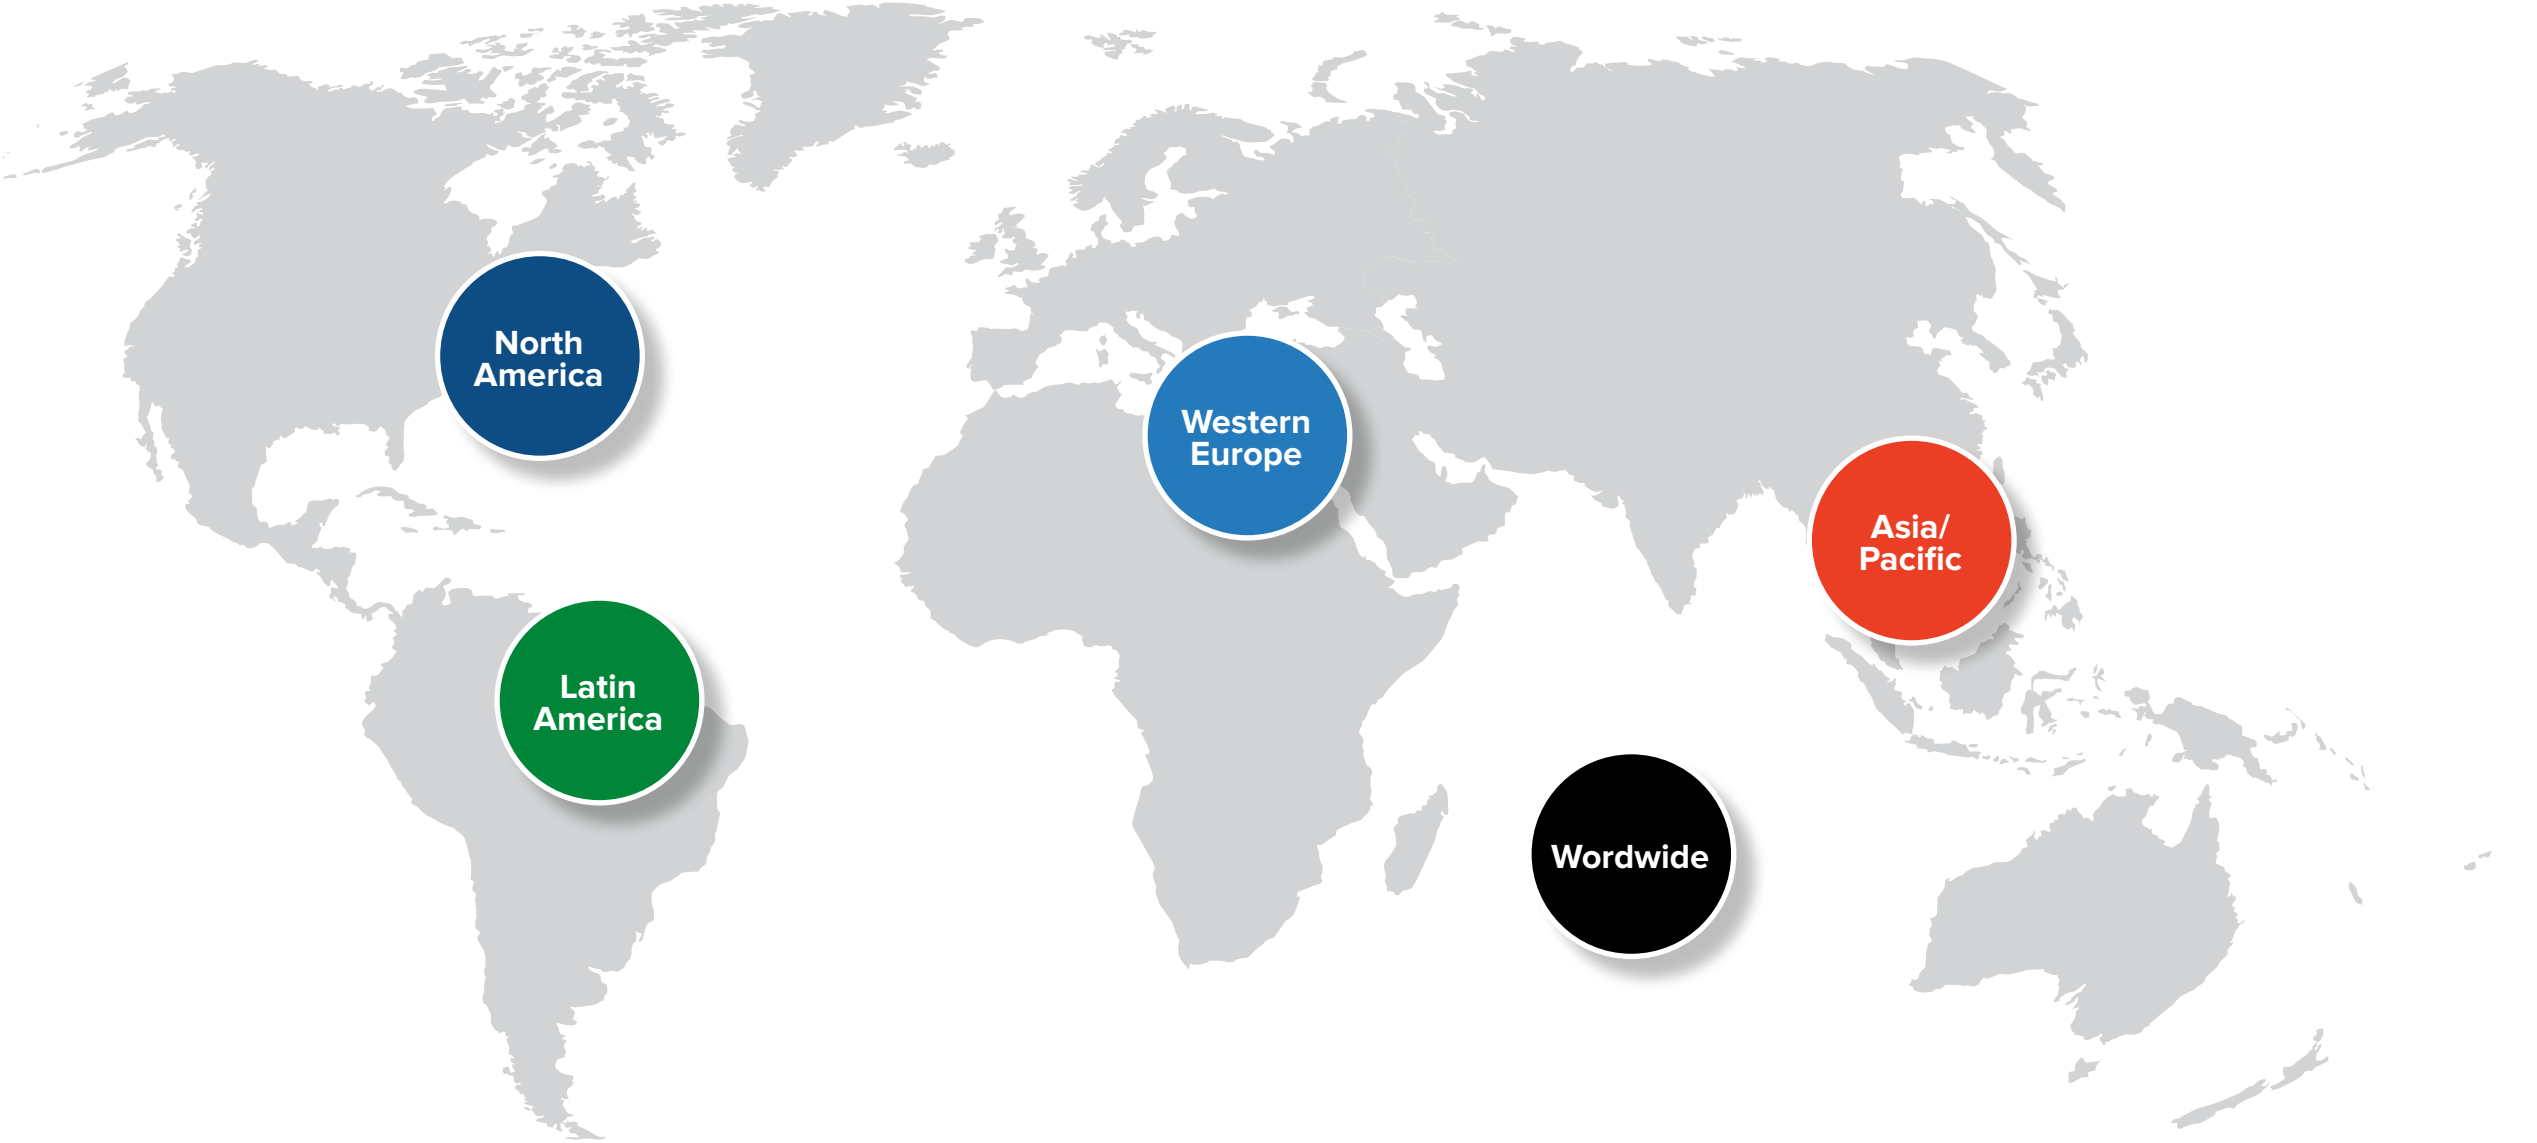 North
America
Western
Europe
Asia/
Pacific
Latin
America
Wordwide